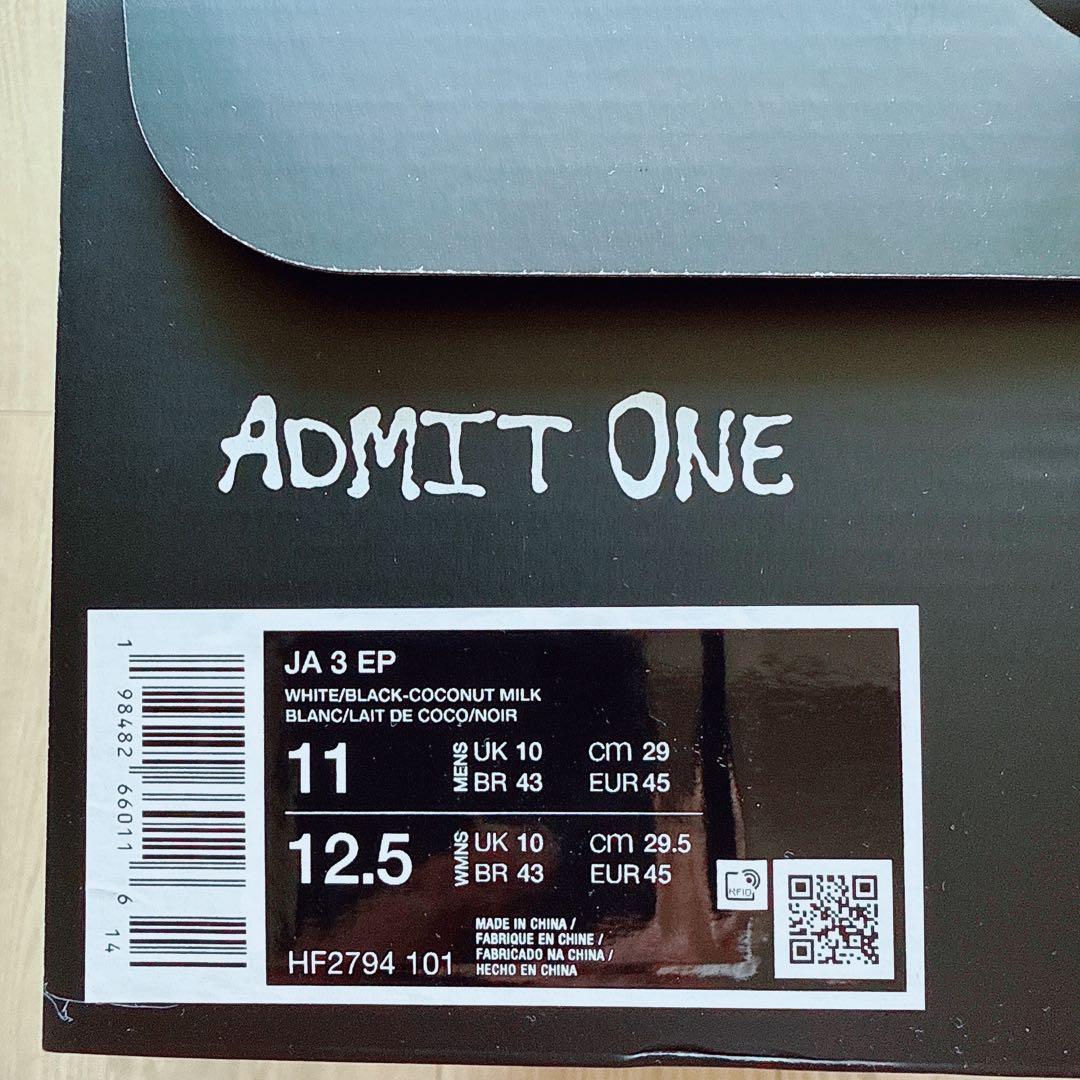 ADMIT ONE
JA 3 EP
WHITE/BLACK-COCONUT MILK
BLANC/LAIT DE COCO/NOIR
11 MENS UK 10 cm 29
BR 43 EUR 45
12.5 WMNS UK 10 cm 29.5
BR 43 EUR 45
RFID
HF2794 101
MADE IN CHINA /
FABRIQUE EN CHINE /
FABRICADO NA CHINA /
HECHO EN CHINA
1 98482 66011 6 14